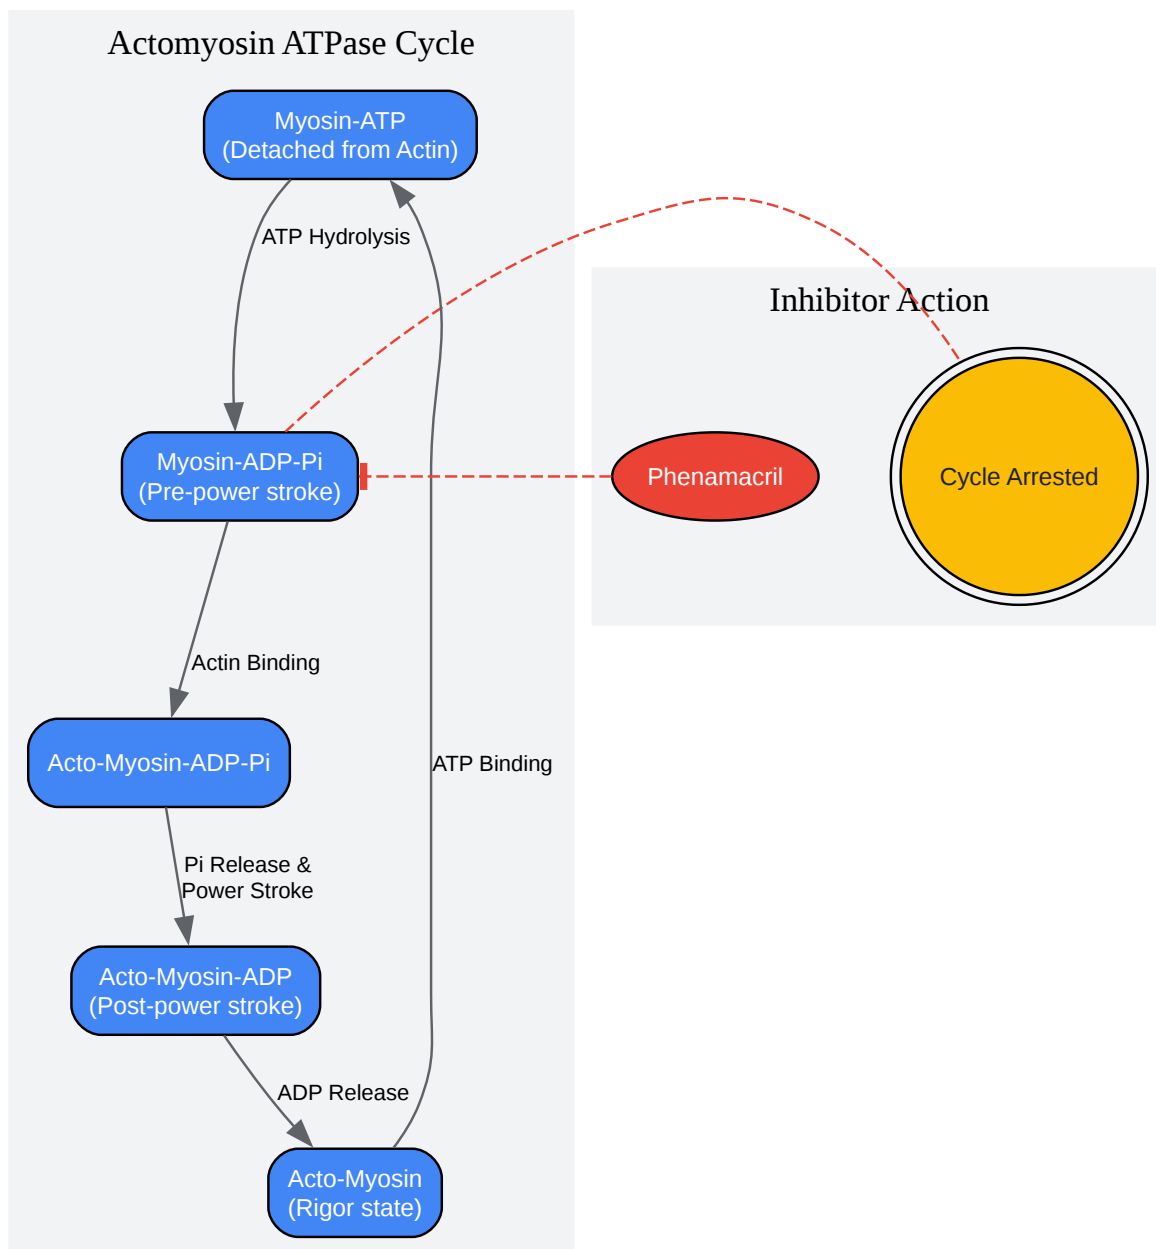 Actomyosin ATPase Cycle
Myosin-ATP
(Detached from Actin)
ATP Hydrolysis
Inhibitor Action
Myosin-ADP-Pi
(Pre-power stroke)
Phenamacril
Cycle Arrested
Actin Binding
Acto-Myosin-ADP-Pi
ATP Binding
Pi Release &
Power Stroke
Acto-Myosin-ADP
(Post-power stroke)
ADP Release
Acto-Myosin
(Rigor state)